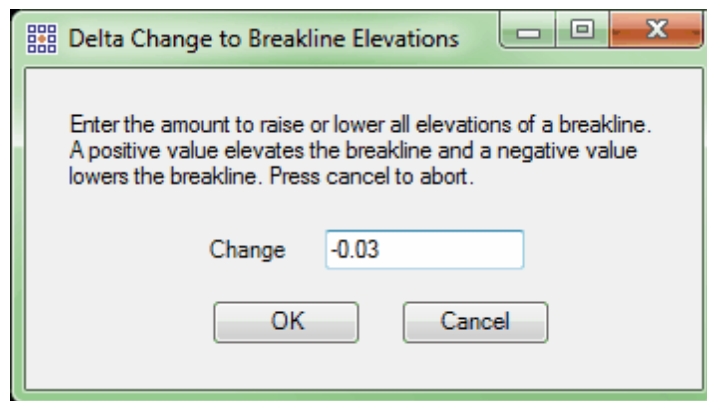 Delta Change to Breakline Elevations
Enter the amount to raise or lower all elevations of a breakline.
A positive value elevates the breakline and a negative value
lowers the breakline. Press cancel to abort.
Change -0.03
OK Cancel